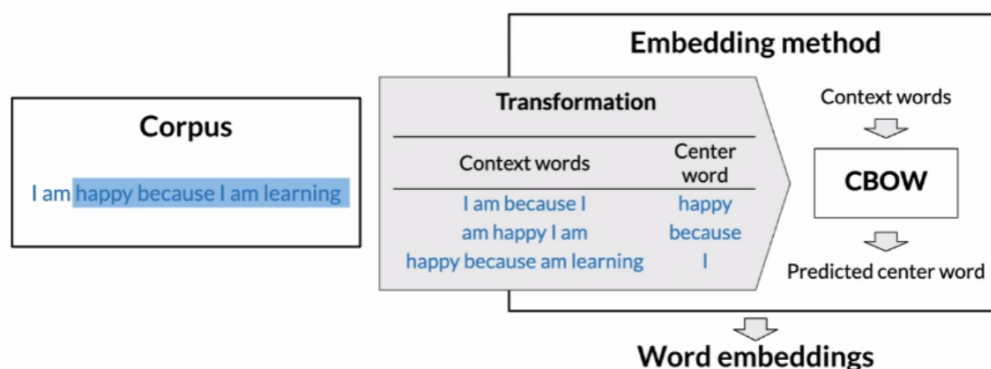 Embedding method
Corpus
I am happy because I am learning
Transformation
Context words
Center
word
I am because I
happy
am happy I am
because
happy because am learning
I
Context words
CBOW
Predicted center word
Word embeddings